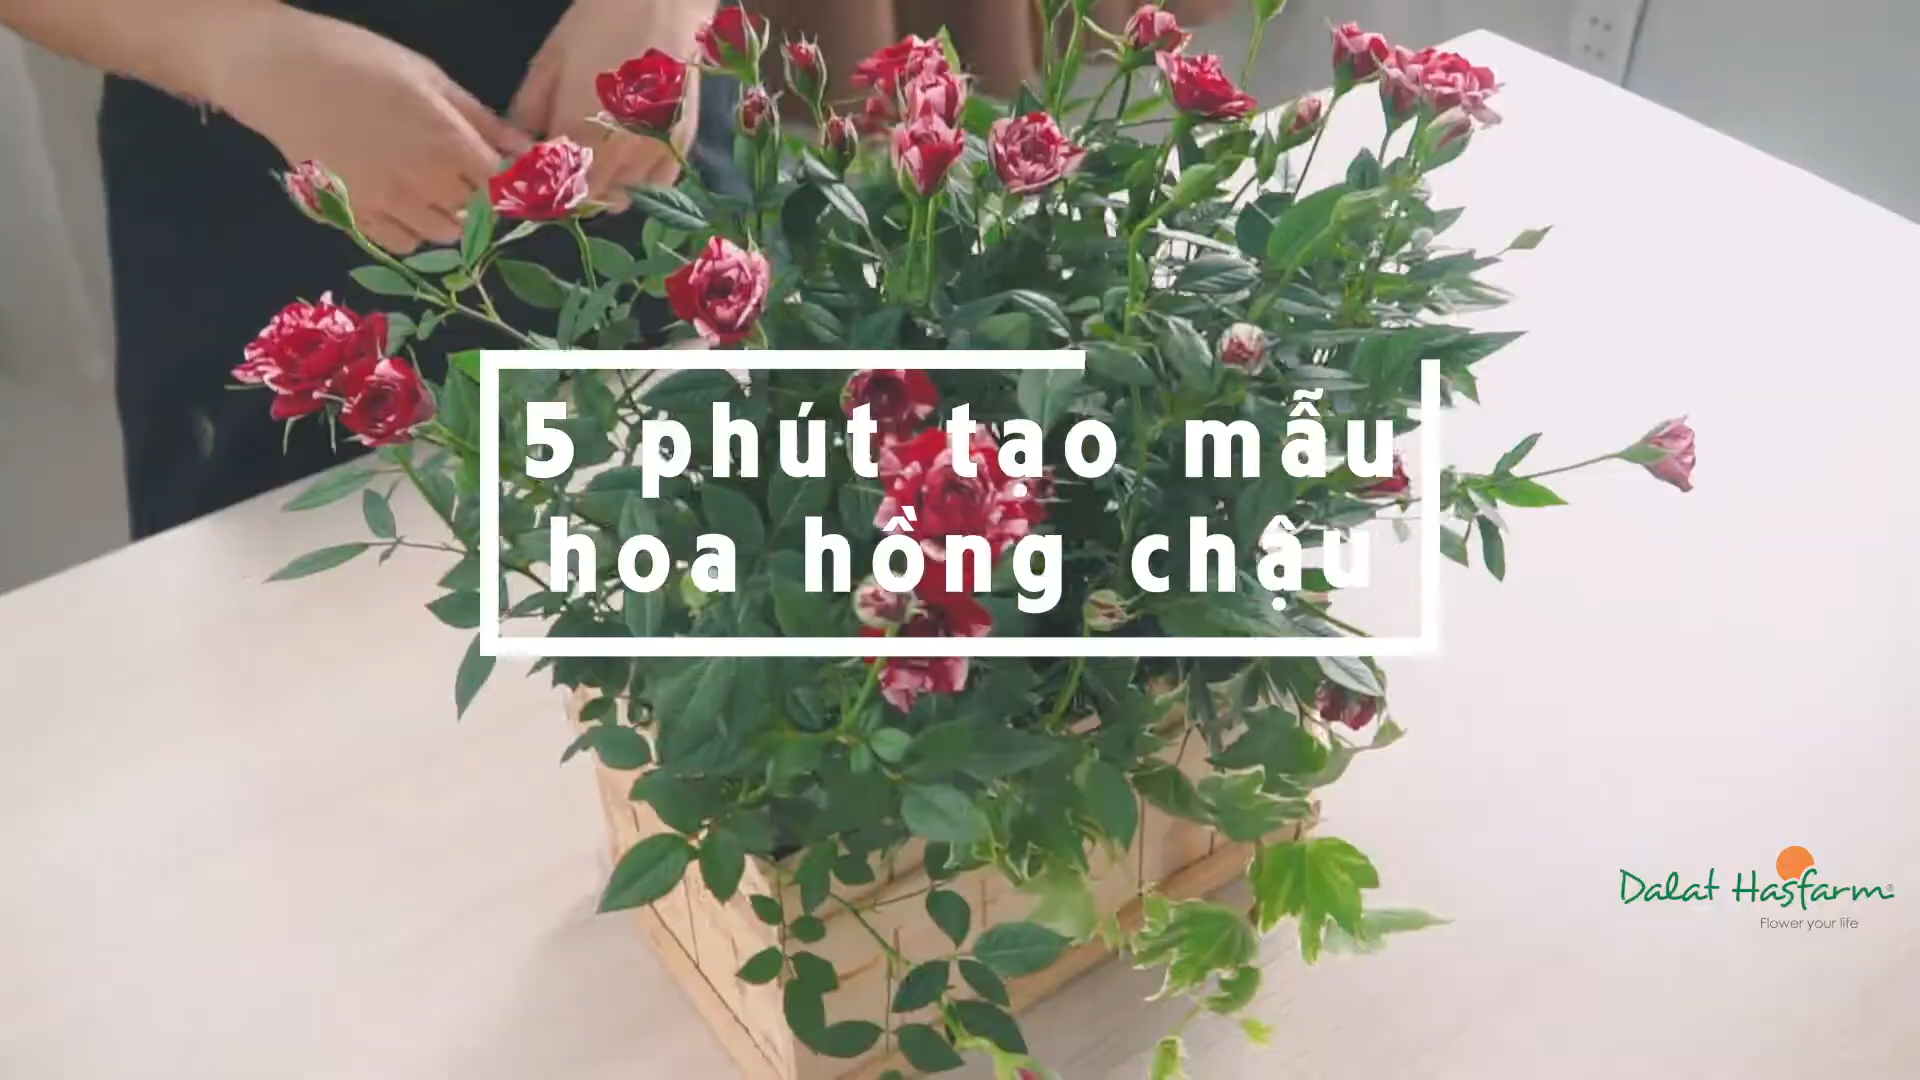 5 phút tạo mẫu
hoa hồng chậu
Dalat Hasfarm®
Flower your life